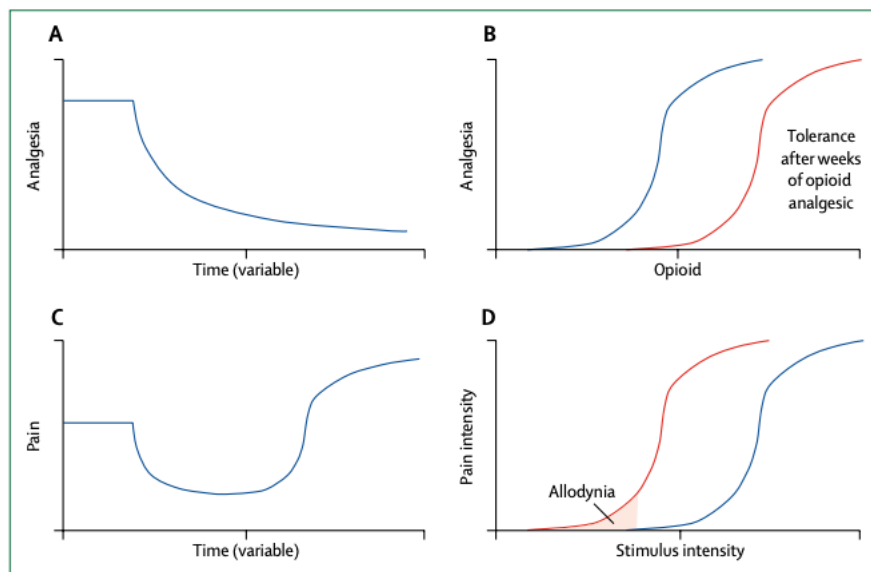 A
Analgesia
Time (variable)
B
Analgesia
Tolerance
after weeks
of opioid
analgesic
Opioid
C
Pain
Time (variable)
D
Pain intensity
Allodynia
Stimulus intensity